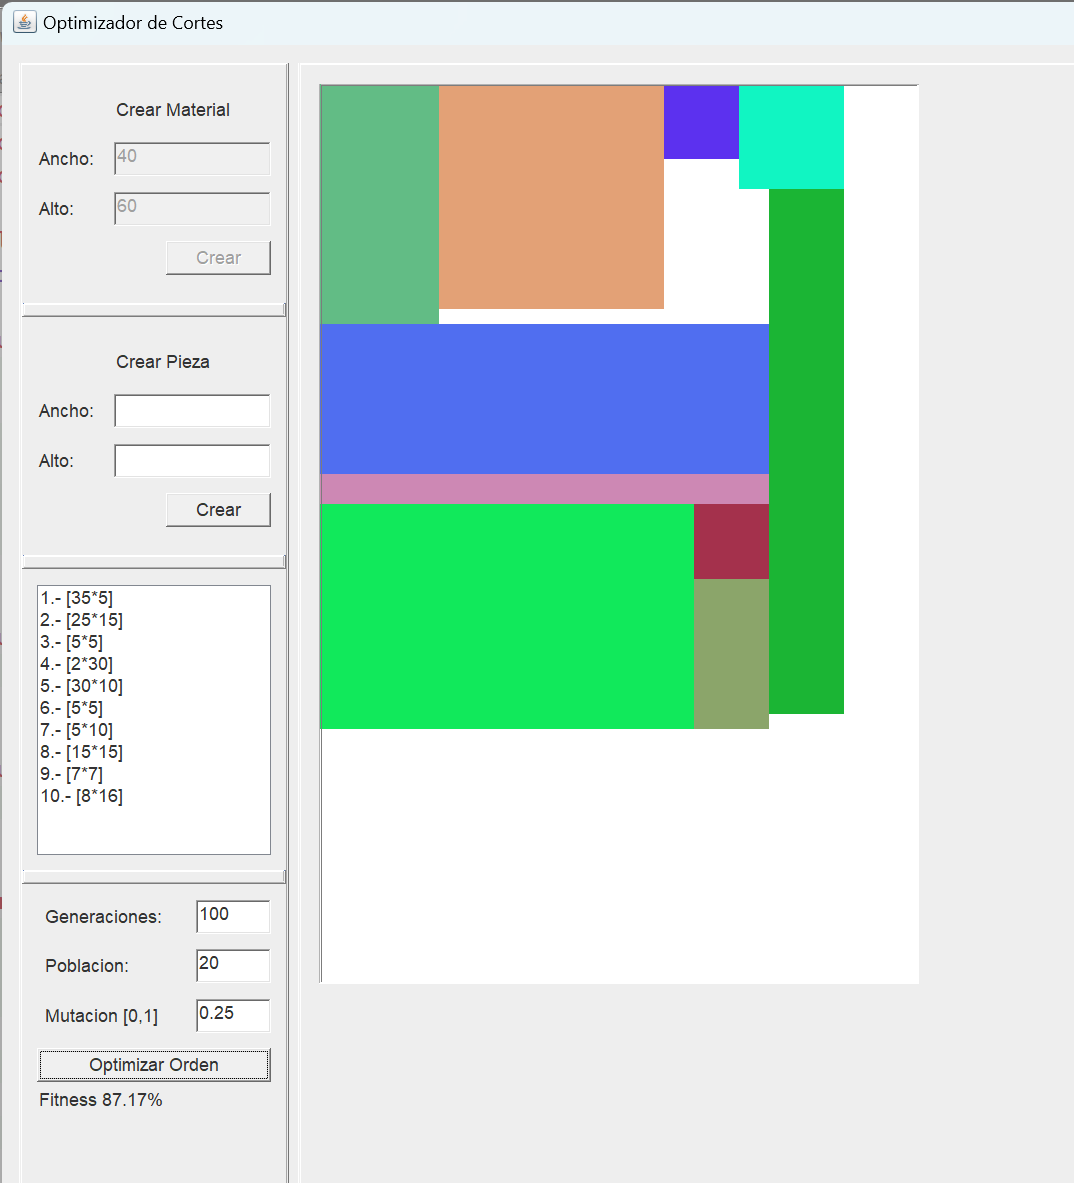 Optimizador de Cortes
Crear Material
Ancho: 40
Alto: 60
Crear
Crear Pieza
Ancho:
Alto:
Crear
1.- [35*5]
2.- [25*15]
3.- [5*5]
4.- [2*30]
5.- [30*10]
6.- [5*5]
7.- [5*10]
8.- [15*15]
9.- [7*7]
10.- [8*16]
Generaciones: 100
Poblacion: 20
Mutacion [0,1] 0.25
Optimizar Orden
Fitness 87.17%